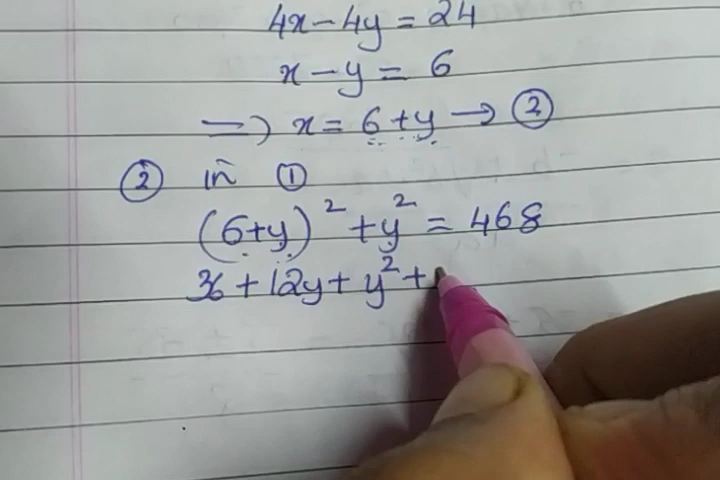 4x - 4y = 24
x - y = 6
=> x = 6 + y → ②
② in ①
(6+y)² + y² = 468
36 + 12y + y² +